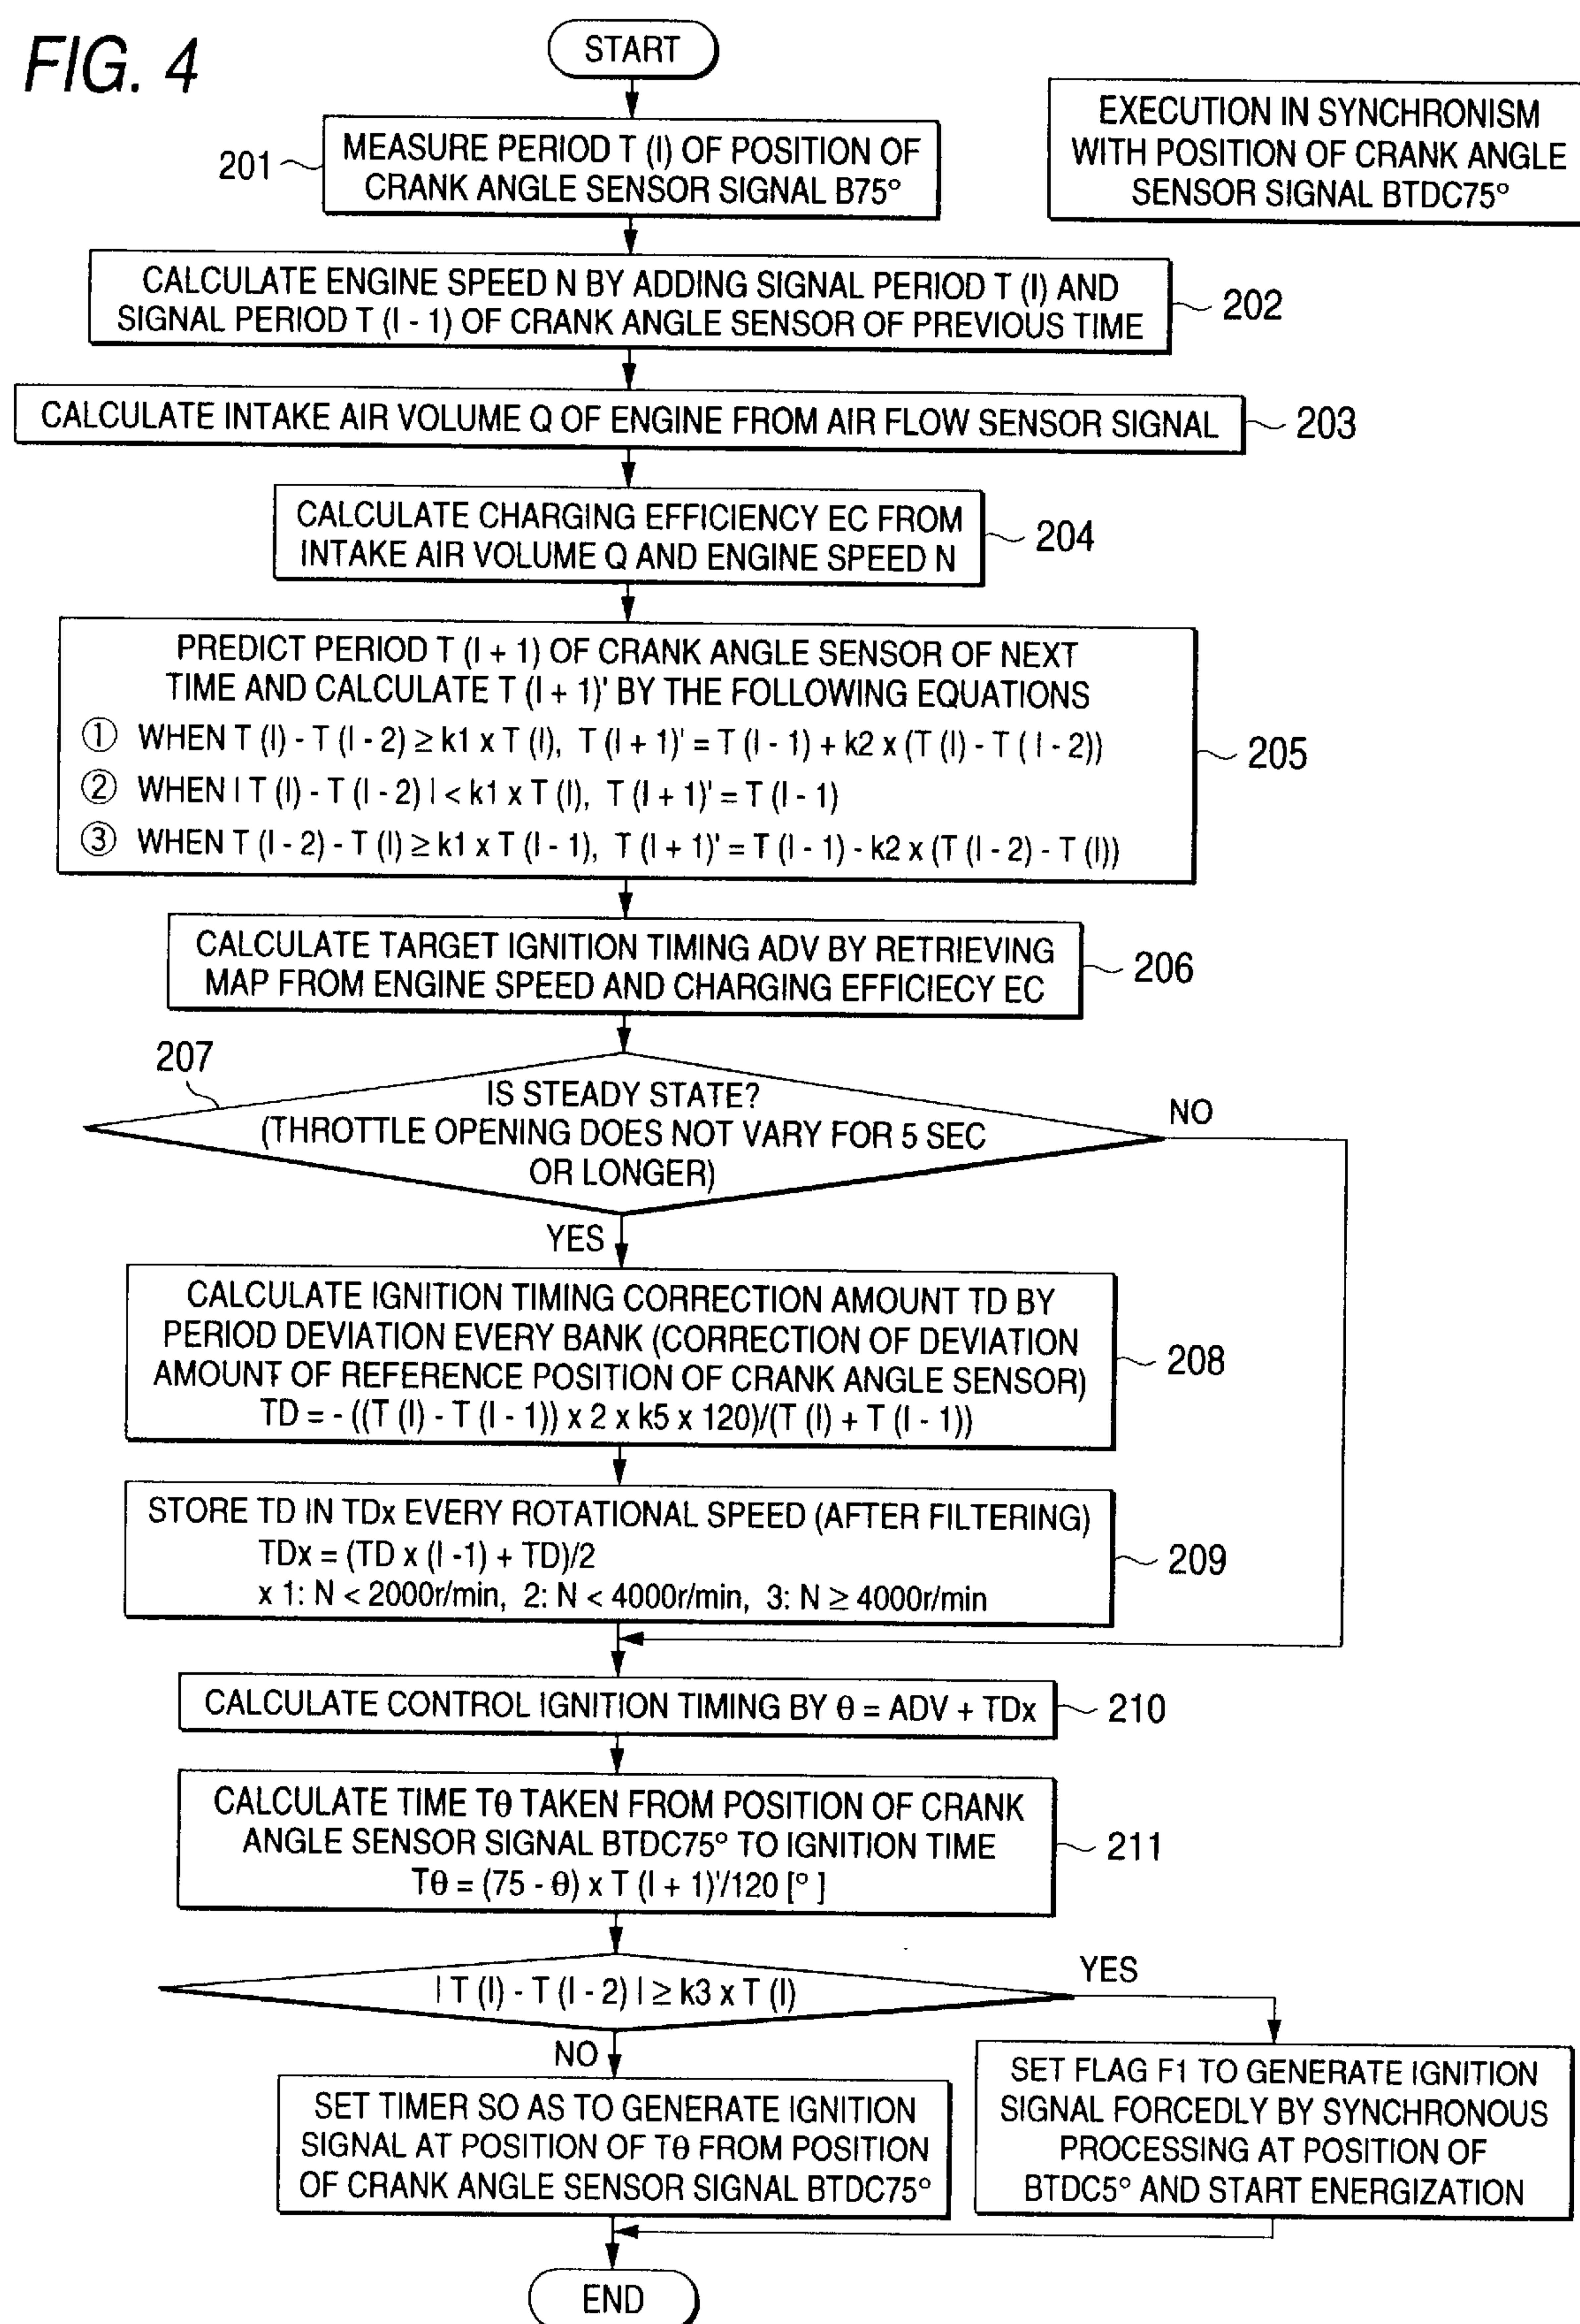 FIG. 4
START
EXECUTION IN SYNCHRONISM
WITH POSITION OF CRANK ANGLE
SENSOR SIGNAL BTDC75°
201
MEASURE PERIOD T (I) OF POSITION OF
CRANK ANGLE SENSOR SIGNAL B75°
CALCULATE ENGINE SPEED N BY ADDING SIGNAL PERIOD T (I) AND
SIGNAL PERIOD T (I - 1) OF CRANK ANGLE SENSOR OF PREVIOUS TIME
202
CALCULATE INTAKE AIR VOLUME Q OF ENGINE FROM AIR FLOW SENSOR SIGNAL
203
CALCULATE CHARGING EFFICIENCY EC FROM
INTAKE AIR VOLUME Q AND ENGINE SPEED N
204
PREDICT PERIOD T (I + 1) OF CRANK ANGLE SENSOR OF NEXT
TIME AND CALCULATE T (I + 1)' BY THE FOLLOWING EQUATIONS
① WHEN T (I) - T (I - 2) ≥ k1 x T (I), T (I + 1)' = T (I - 1) + k2 x (T (I) - T ( I - 2))
② WHEN | T (I) - T (I - 2) | < k1 x T (I), T (I + 1)' = T (I - 1)
③ WHEN T (I - 2) - T (I) ≥ k1 x T (I - 1), T (I + 1)' = T (I - 1) - k2 x (T (I - 2) - T (I))
205
CALCULATE TARGET IGNITION TIMING ADV BY RETRIEVING
MAP FROM ENGINE SPEED AND CHARGING EFFICIECY EC
206
207
IS STEADY STATE?
(THROTTLE OPENING DOES NOT VARY FOR 5 SEC
OR LONGER)
NO
YES
CALCULATE IGNITION TIMING CORRECTION AMOUNT TD BY
PERIOD DEVIATION EVERY BANK (CORRECTION OF DEVIATION
AMOUNT OF REFERENCE POSITION OF CRANK ANGLE SENSOR)
TD = - ((T (I) - T (I - 1)) x 2 x k5 x 120)/(T (I) + T (I - 1))
208
STORE TD IN TDx EVERY ROTATIONAL SPEED (AFTER FILTERING)
TDx = (TD x (I -1) + TD)/2
x 1: N < 2000r/min, 2: N < 4000r/min, 3: N ≥ 4000r/min
209
CALCULATE CONTROL IGNITION TIMING BY θ = ADV + TDx
210
CALCULATE TIME Tθ TAKEN FROM POSITION OF CRANK
ANGLE SENSOR SIGNAL BTDC75° TO IGNITION TIME
Tθ = (75 - θ) x T (I + 1)'/120 [° ]
211
| T (I) - T (I - 2) | ≥ k3 x T (I)
YES
NO
SET TIMER SO AS TO GENERATE IGNITION
SIGNAL AT POSITION OF Tθ FROM POSITION
OF CRANK ANGLE SENSOR SIGNAL BTDC75°
SET FLAG F1 TO GENERATE IGNITION
SIGNAL FORCEDLY BY SYNCHRONOUS
PROCESSING AT POSITION OF
BTDC5° AND START ENERGIZATION
END